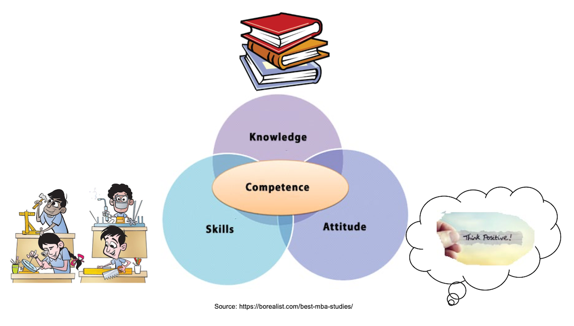 Knowledge
Competence
Skills
Attitude
Think Positive!
Source: https://borealist.com/best-mba-studies/